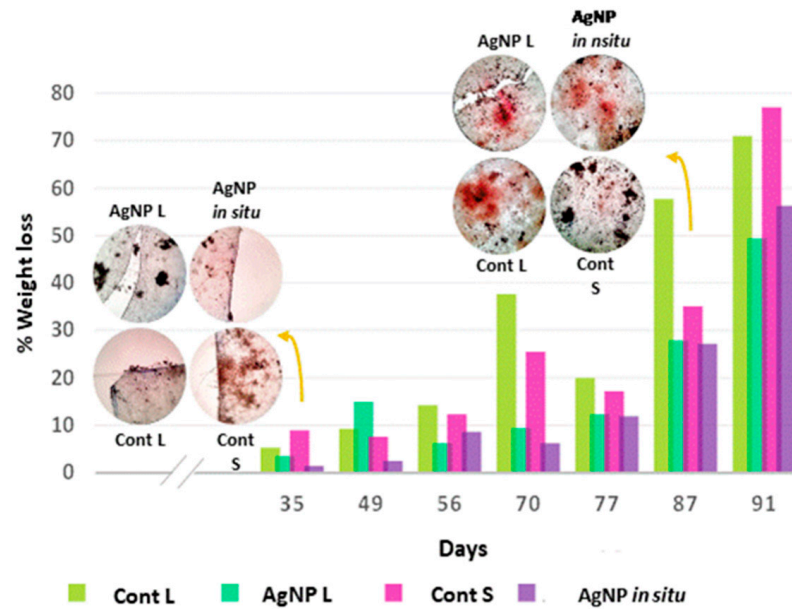 AgNP L
AgNP
in nsitu
80
70
60
50
40
30
20
10
0
% Weight loss
Cont L
Cont
S
AgNP L
AgNP
in situ
Cont L
Cont
S
35 49 56 70 77 87 91
Days
Cont L AgNP L Cont S AgNP in situ